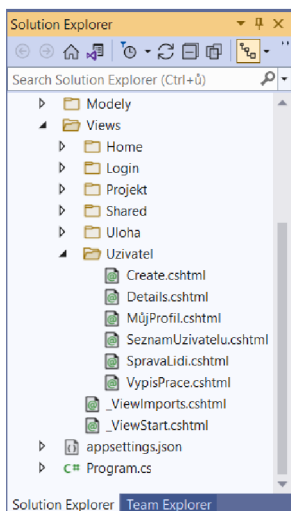 Solution Explorer
Search Solution Explorer (Ctrl+ů)
Modely
Views
Home
Login
Projekt
Shared
Uloha
Uzivatel
Create.cshtml
Details.cshtml
MůjProfil.cshtml
SeznamUzivatelu.cshtml
SpravaLidi.cshtml
VypisPrace.cshtml
_ViewImports.cshtml
_ViewStart.cshtml
appsettings.json
C# Program.cs
Solution Explorer Team Explorer